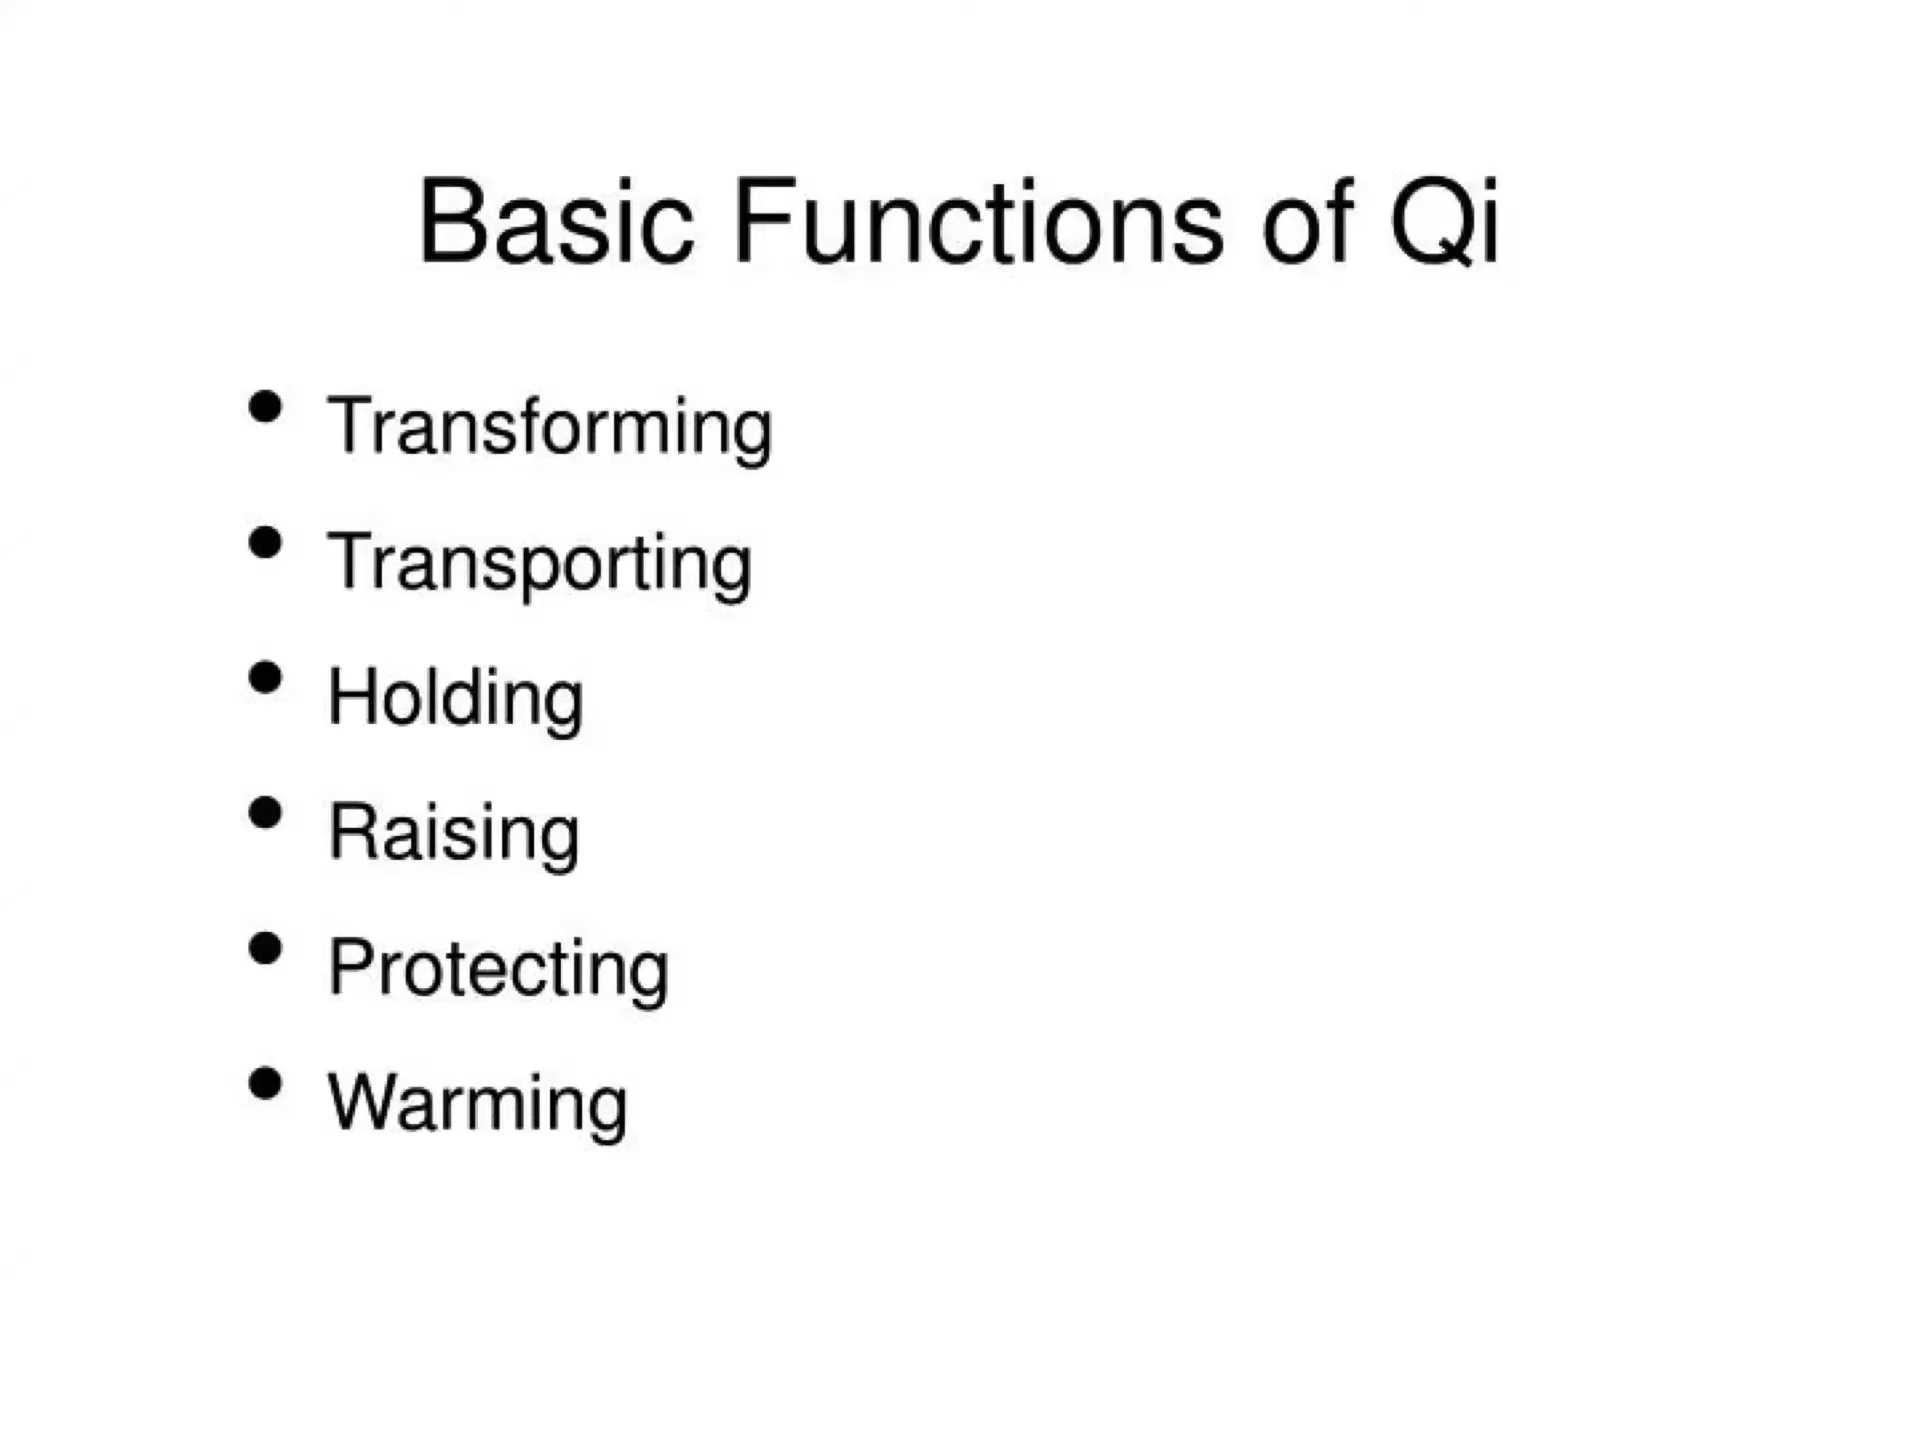 Basic Functions of Qi
• Transforming
• Transporting
• Holding
• Raising
• Protecting
• Warming